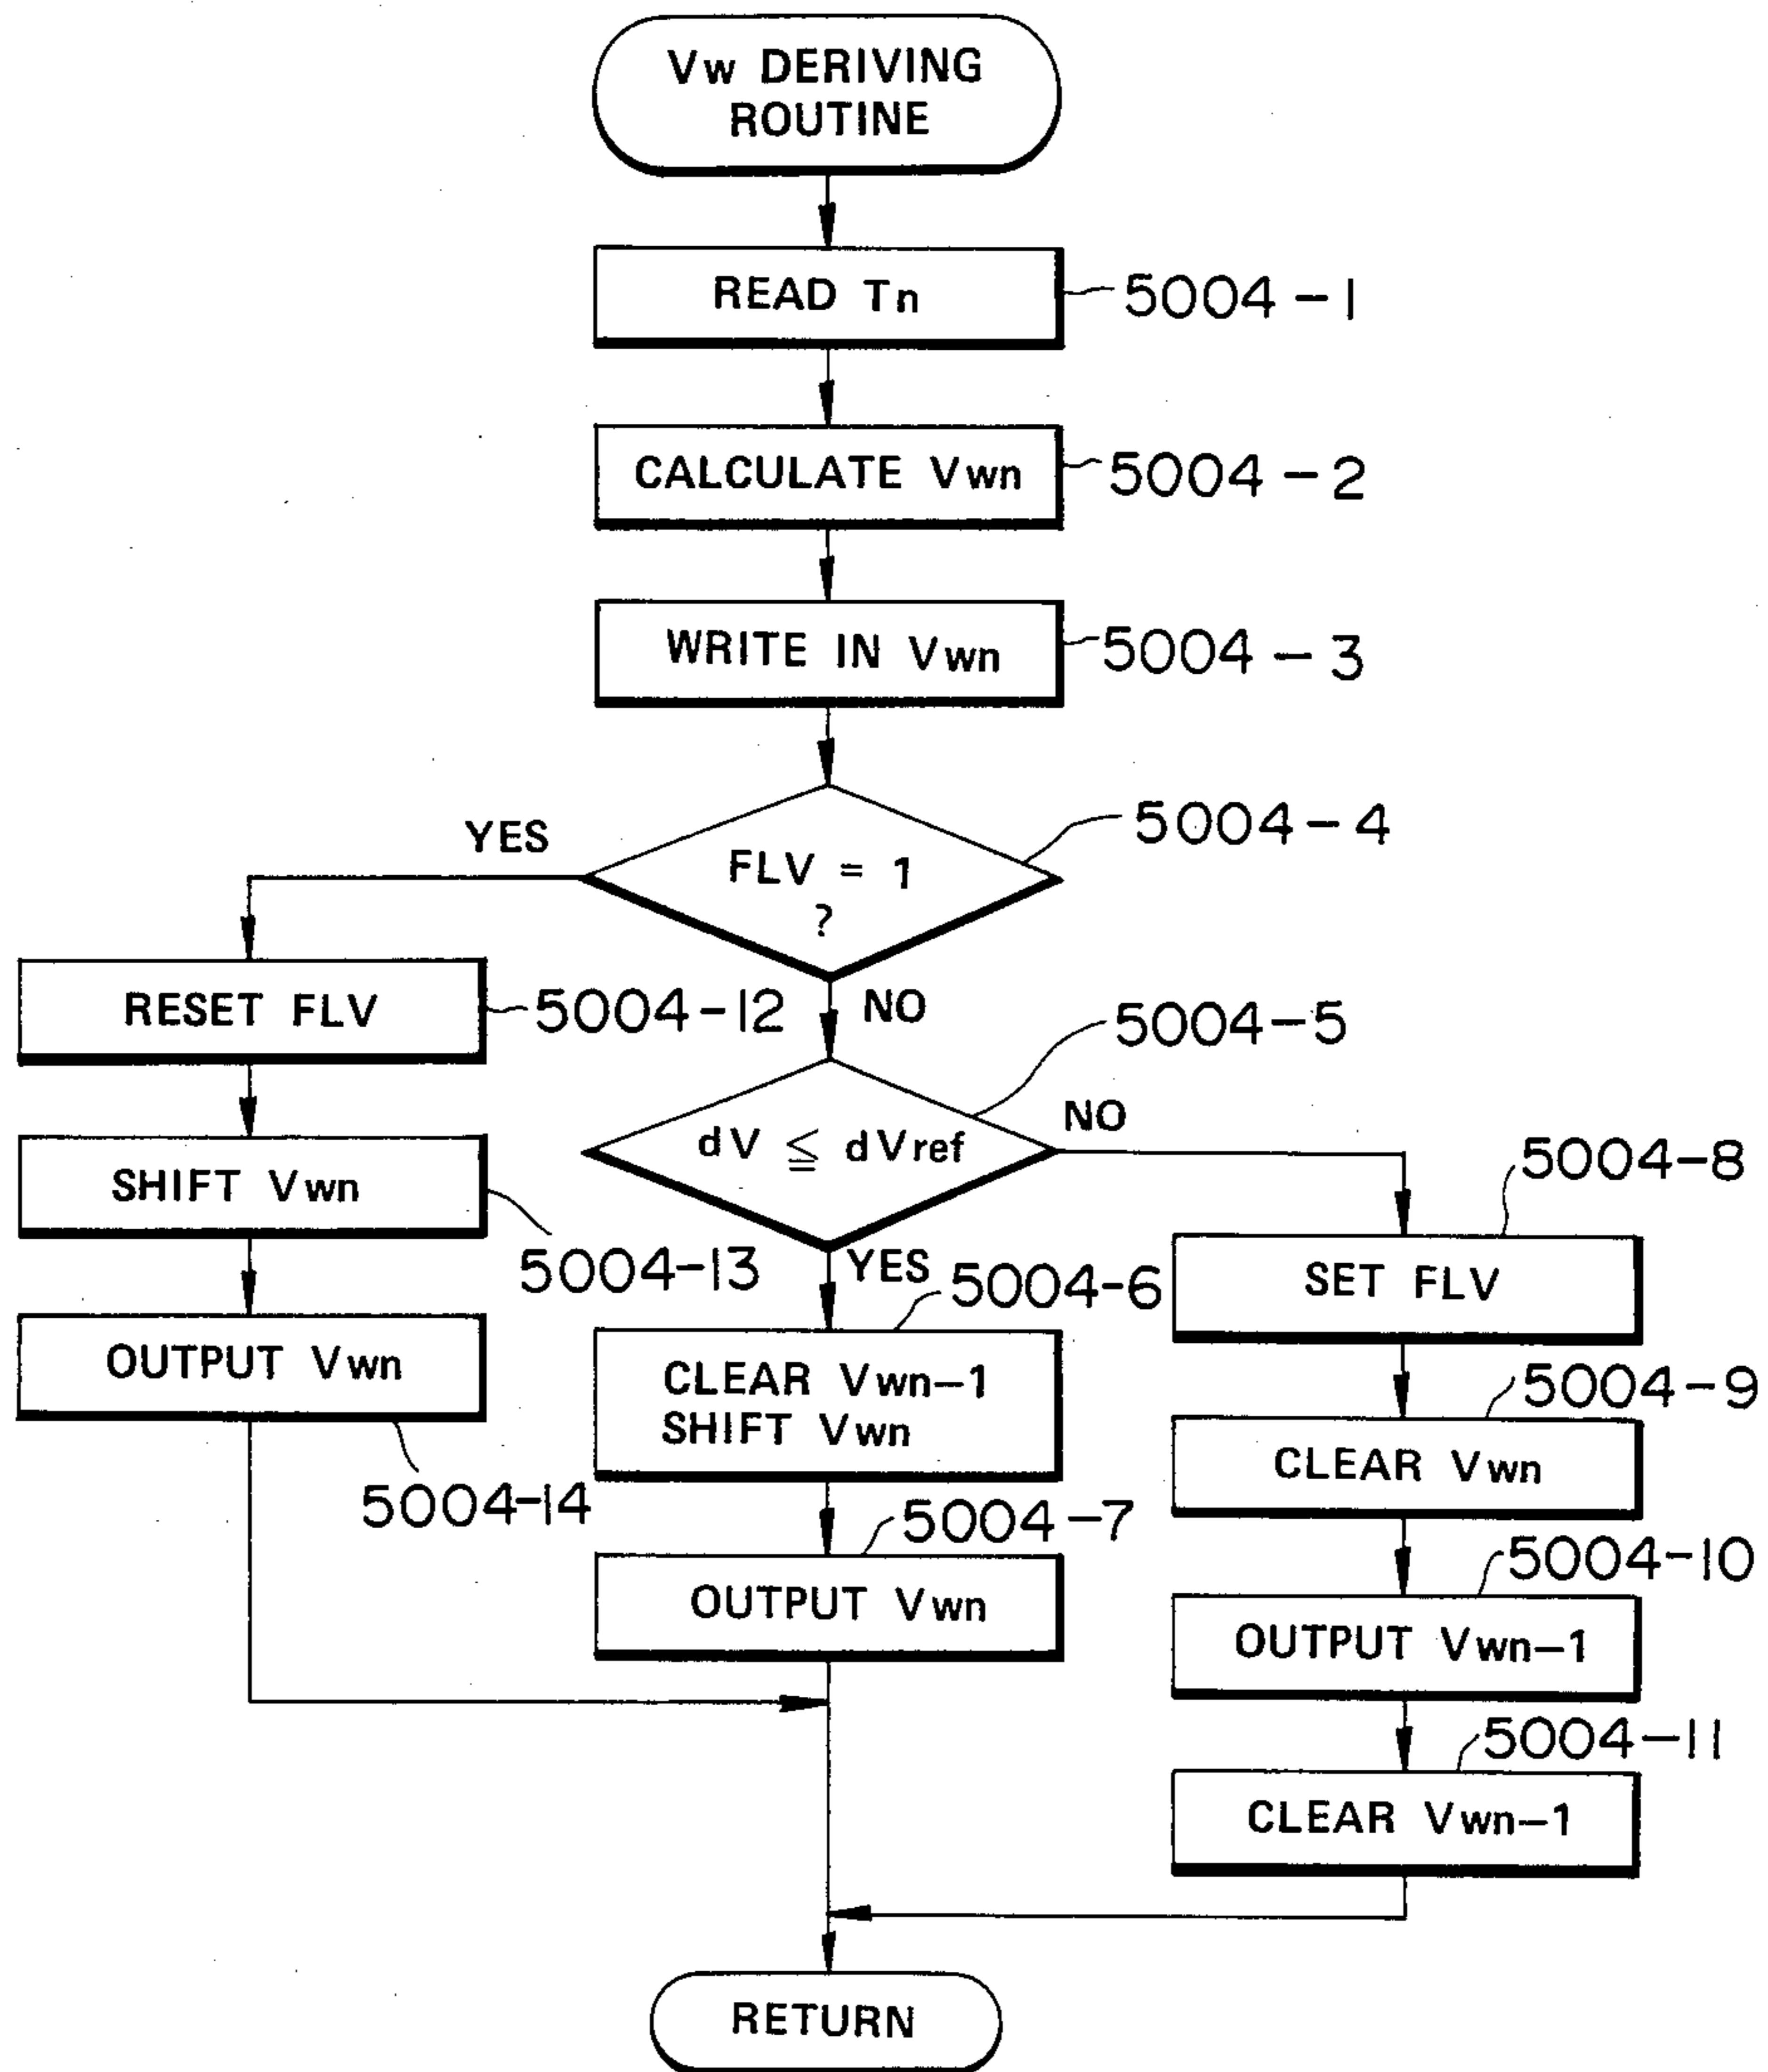 Vw DERIVING
ROUTINE
READ Tn
5004-1
CALCULATE Vwn
5004-2
WRITE IN Vwn
5004-3
5004-4
YES
FLV = 1
?
NO
RESET FLV
5004-12
5004-5
dV ≦ dVref
NO
SHIFT Vwn
5004-13
YES
5004-6
5004-8
SET FLV
OUTPUT Vwn
5004-14
CLEAR Vwn-1
SHIFT Vwn
5004-9
CLEAR Vwn
5004-7
OUTPUT Vwn
5004-10
OUTPUT Vwn-1
5004-11
CLEAR Vwn-1
RETURN